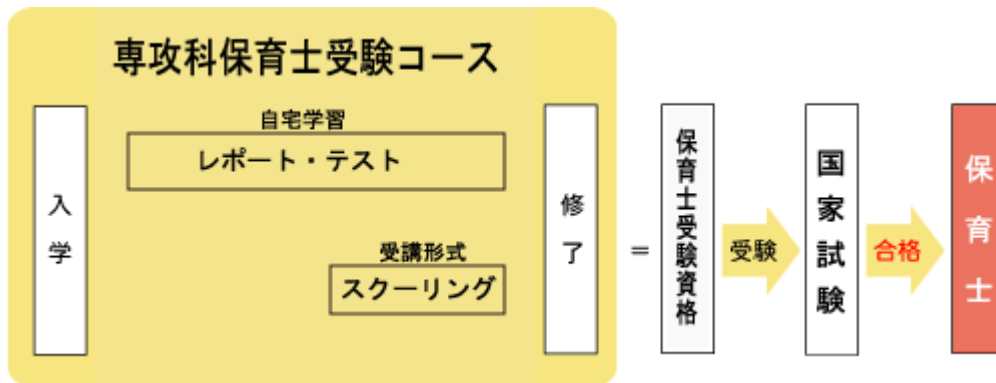 専攻科保育士受験コース
入学
自宅学習
レポート・テスト
受講形式
スクーリング
修了
=
保育士受験資格
受験
国家試験
合格
保育士